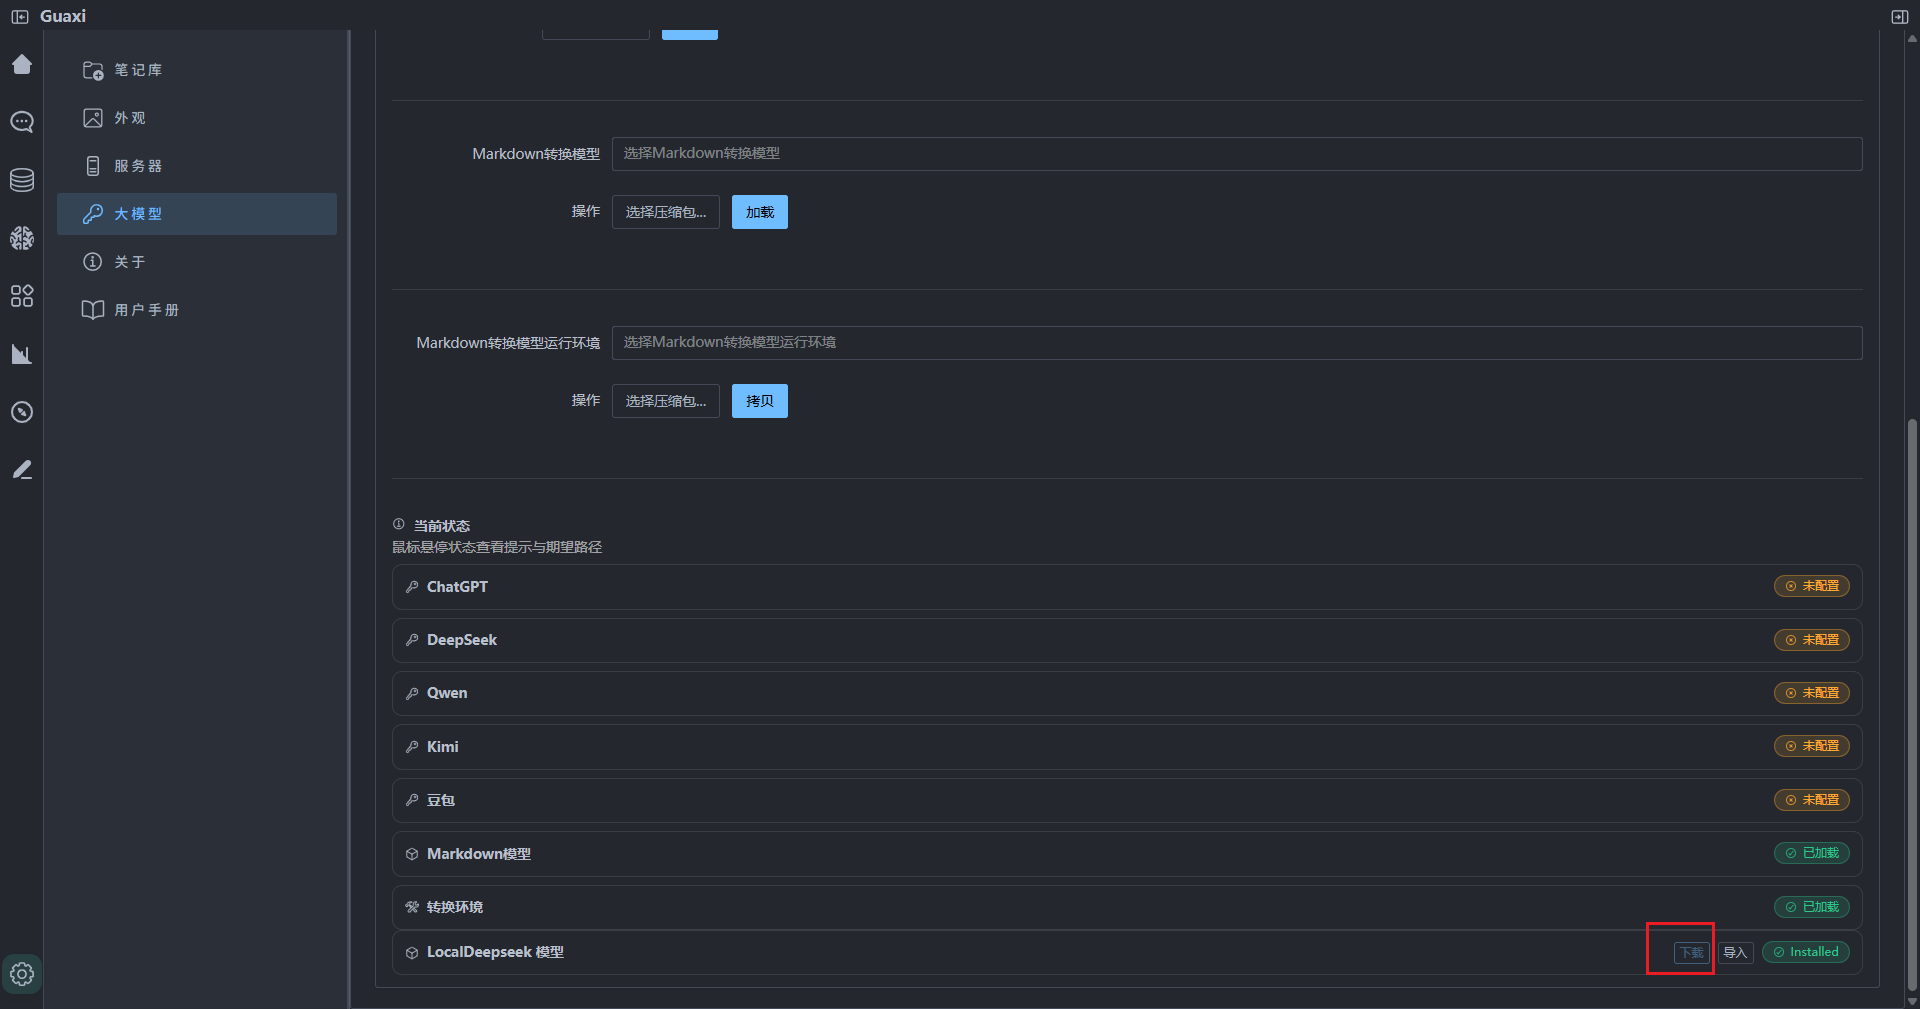 Guaxi
笔记库
外观
服务器
大模型
关于
用户手册
Markdown转换模型
选择Markdown转换模型
操作
选择压缩包...
加载
Markdown转换模型运行环境
选择Markdown转换模型运行环境
操作
选择压缩包...
拷贝
当前状态
鼠标悬停状态查看提示与期望路径
ChatGPT
未配置
DeepSeek
未配置
Qwen
未配置
Kimi
未配置
豆包
未配置
Markdown模型
已加载
转换环境
已加载
LocalDeepseek 模型
下载
导入
Installed